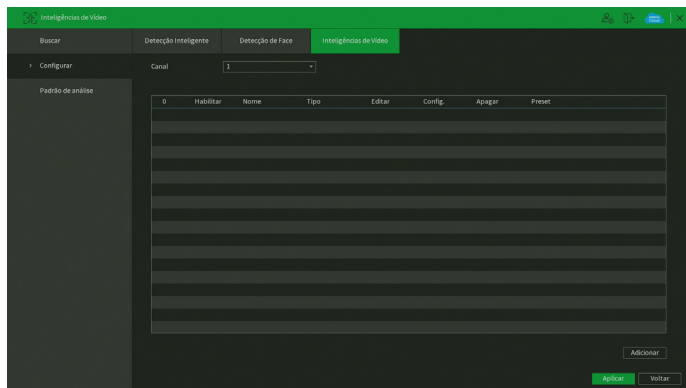 Inteligências de Vídeo
Buscar
Detecção Inteligente
Detecção de Face
Inteligências de Vídeo
Configurar
Canal
1
Padrão de análise
0 Habilitar Nome Tipo Editar Config. Apagar Preset
Adicionar
Aplicar
Voltar